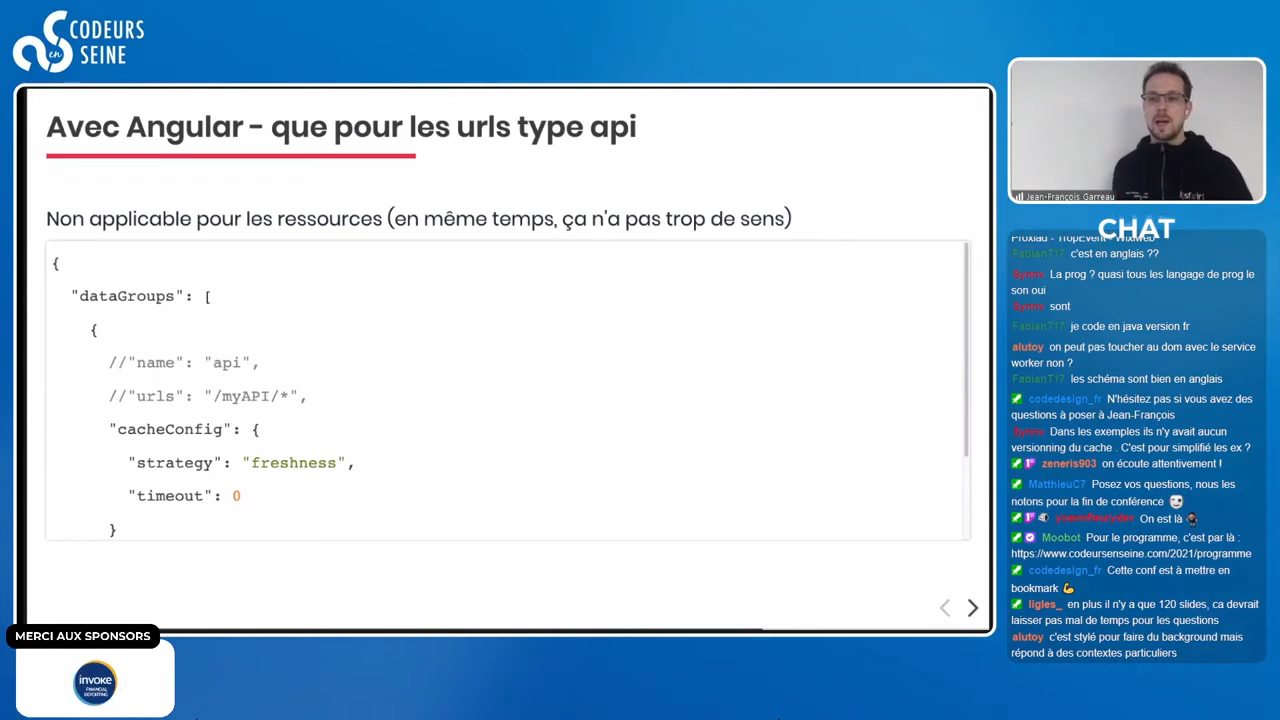 CODEURS
en
SEINE
Avec Angular - que pour les urls type api
Non applicable pour les ressources (en même temps, ça n'a pas trop de sens)
{
"dataGroups": [
{
//"name": "api",
//"urls": "/myAPI/*",
"cacheConfig": {
"strategy": "freshness",
"timeout": 0
}
MERCI AUX SPONSORS
invoke
FINANCIAL
REPORTING
Jean-François Garreau
CHAT
Proxiad - TropEvent - Wixiweb
FabianT17 c'est en anglais ??
La prog ? quasi tous les langage de prog le
son oui
sont
FabianT17 je code en java version fr
alutoy on peut pas toucher au dom avec le service
worker non ?
FabianT17 les schéma sont bien en anglais
codedesign_fr N'hésitez pas si vous avez des
questions à poser à Jean-François
Dans les exemples ils n'y avait aucun
versionning du cache . C'est pour simplifié les ex ?
zeneris903 on écoute attentivement !
MatthieuC7 Posez vos questions, nous les
notons pour la fin de conférence
On est là
Moobot Pour le programme, c'est par là :
https://www.codeursenseine.com/2021/programme
codedesign_fr Cette conf est à mettre en
bookmark
ligles_ en plus il n'y a que 120 slides, ca devrait
laisser pas mal de temps pour les questions
alutoy c'est stylé pour faire du background mais
répond à des contextes particuliers